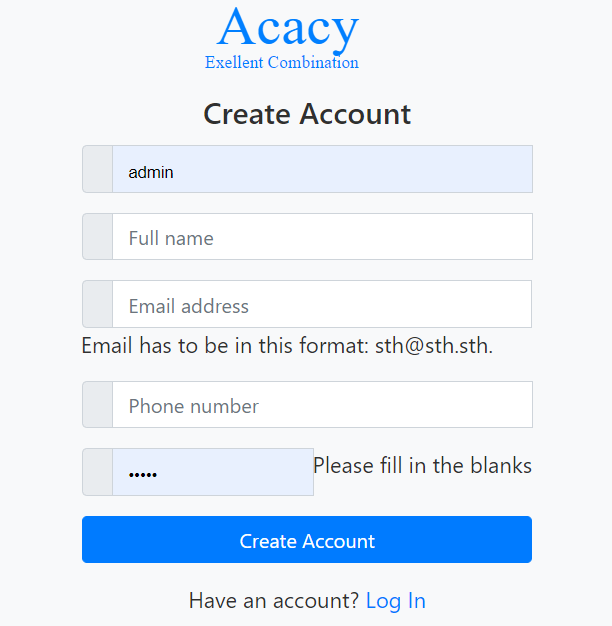 Acacy
Exellent Combination
Create Account
admin
Full name
Email address
Email has to be in this format: sth@sth.sth.
Phone number
•••••
Please fill in the blanks
Create Account
Have an account? Log In